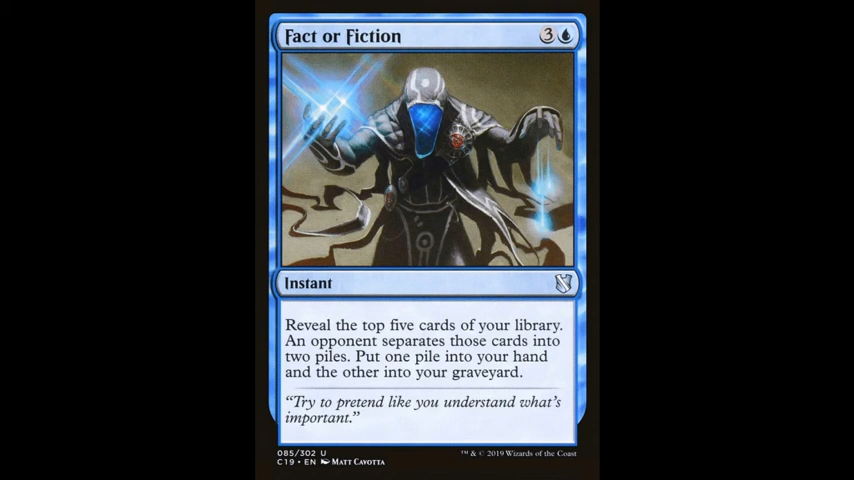 Fact or Fiction 3
Instant
Reveal the top five cards of your library.
An opponent separates those cards into
two piles. Put one pile into your hand
and the other into your graveyard.
“Try to pretend like you understand what’s
important.”
085/302 U
C19 • EN Matt Cavotta
™ & © 2019 Wizards of the Coast